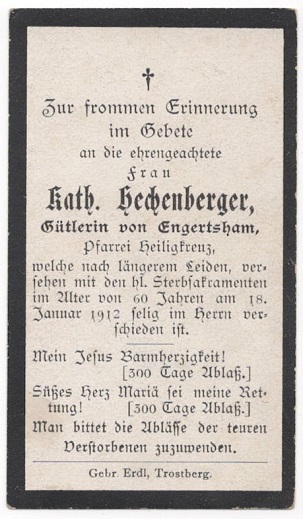 †
Zur frommen Erinnerung
im Gebete
an die ehrengeachtete
Frau
Kath. Hechenberger,
Gütlerin von Engertsham,
Pfarrei Heiligkreuz,
welche nach längerem Leiden, ver-
sehen mit den hl. Sterbsakramenten
im Alter von 60 Jahren am 18.
Januar 1912 selig im Herrn ver-
schieden ist.
Mein Jesus Barmherzigkeit!
[300 Tage Ablaß.]
Süßes Herz Mariä sei meine Ret-
tung! [300 Tage Ablaß.]
Man bittet die Ablässe der teuren
Verstorbenen zuzuwenden.
Gebr. Erdl, Trostberg.